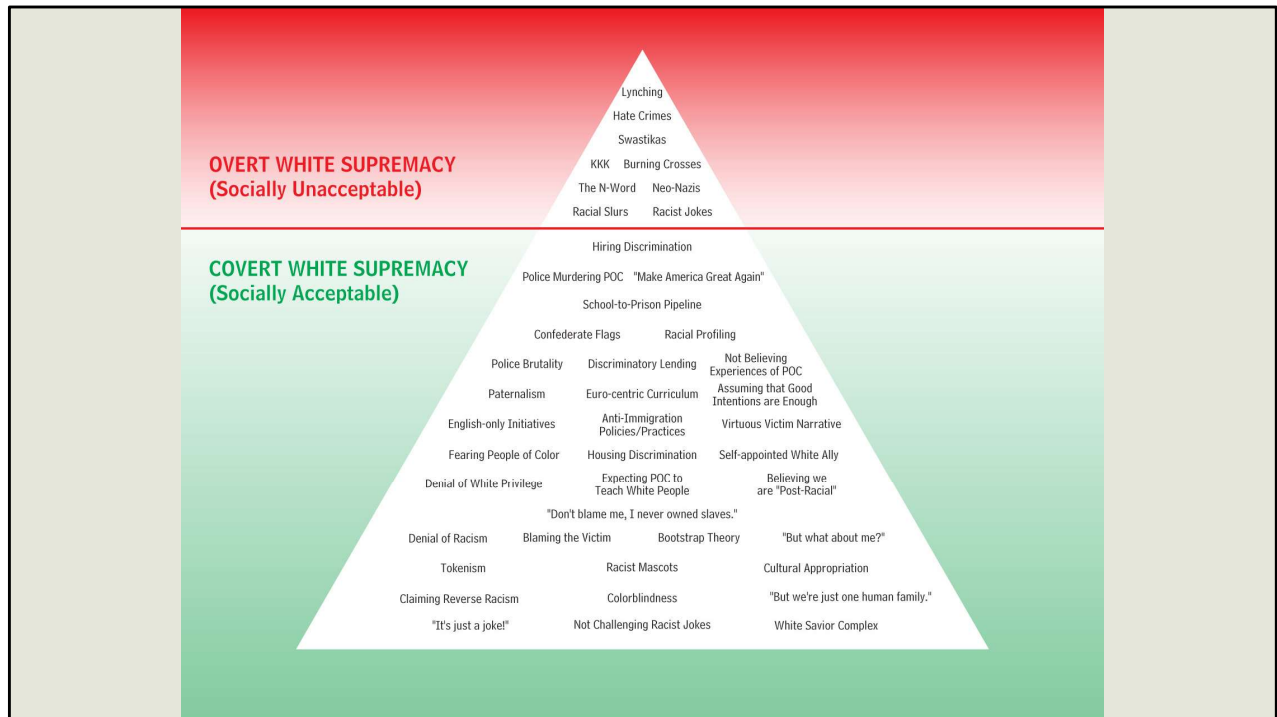 Lynching
Hate Crimes
Swastikas
OVERT WHITE SUPREMACY
(Socially Unacceptable)
KKK Burning Crosses
The N-Word Neo-Nazis
Racial Slurs Racist Jokes
COVERT WHITE SUPREMACY
(Socially Acceptable)
Hiring Discrimination
Police Murdering POC "Make America Great Again"
School-to-Prison Pipeline
Confederate Flags Racial Profiling
Police Brutality Discriminatory Lending Not Believing
Experiences of POC
Paternalism Euro-centric Curriculum Assuming that Good
Intentions are Enough
English-only Initiatives Anti-Immigration
Policies/Practices Virtuous Victim Narrative
Fearing People of Color Housing Discrimination Self-appointed White Ally
Denial of White Privilege Expecting POC to
Teach White People Believing we
are "Post-Racial"
"Don't blame me, I never owned slaves."
Denial of Racism Blaming the Victim Bootstrap Theory "But what about me?"
Tokenism Racist Mascots Cultural Appropriation
Claiming Reverse Racism Colorblindness "But we're just one human family."
"It's just a joke!" Not Challenging Racist Jokes White Savior Complex